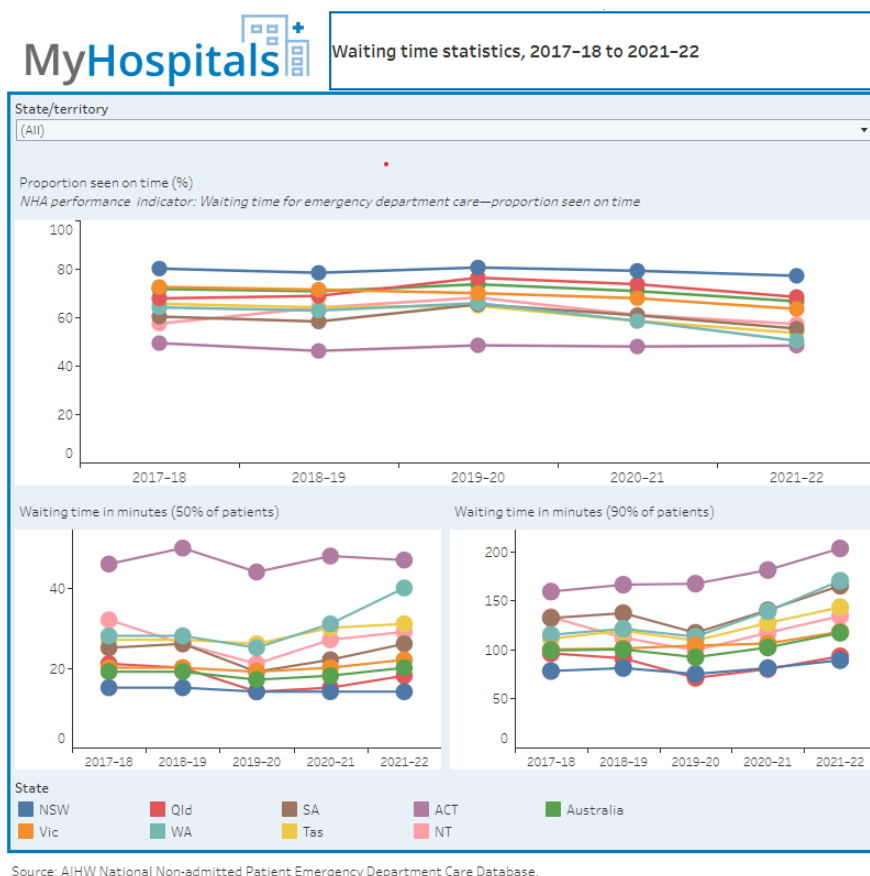 MyHospitals
Waiting time statistics, 2017–18 to 2021–22
State/territory
(All)
Proportion seen on time (%)
NHA performance indicator: Waiting time for emergency department care—proportion seen on time
100
80
60
40
20
0
2017–18 2018–19 2019–20 2020–21 2021–22
Waiting time in minutes (50% of patients)
40
20
0
2017–18 2018–19 2019–20 2020–21 2021–22
Waiting time in minutes (90% of patients)
200
150
100
50
0
2017–18 2018–19 2019–20 2020–21 2021–22
State
NSW Qld SA ACT Australia
Vic WA Tas NT
Source: AIHW National Non-admitted Patient Emergency Department Care Database.